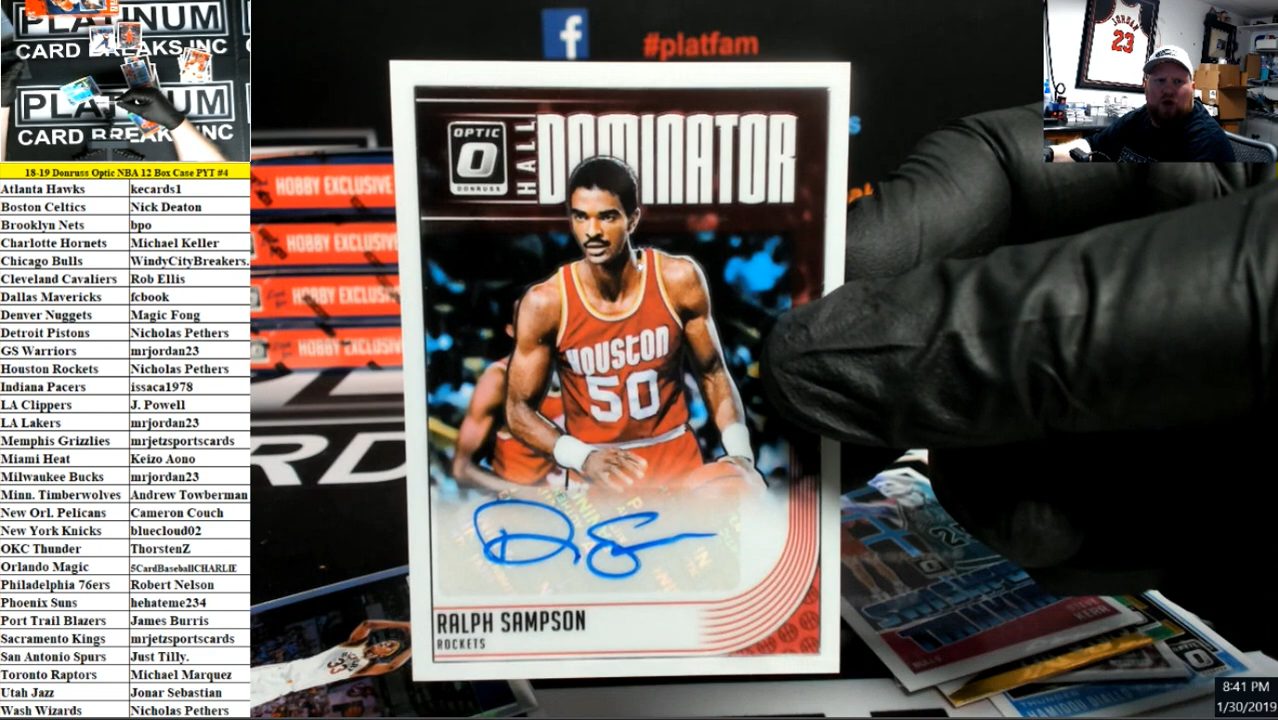 PLATINUM
CARD BREAKS INC
PLATINUM
CARD BREAKS INC
18-19 Donruss Optic NBA 12 Box Case PYT #4
Atlanta Hawks kecards1
Boston Celtics Nick Deaton
Brooklyn Nets bpo
Charlotte Hornets Michael Keller
Chicago Bulls WindyCityBreakers.
Cleveland Cavaliers Rob Ellis
Dallas Mavericks fcbook
Denver Nuggets Magic Fong
Detroit Pistons Nicholas Pethers
GS Warriors mrjordan23
Houston Rockets Nicholas Pethers
Indiana Pacers issaca1978
LA Clippers J. Powell
LA Lakers mrjordan23
Memphis Grizzlies mrjetzsportscards
Miami Heat Keizo Aono
Milwaukee Bucks mrjordan23
Minn. Timberwolves Andrew Towberman
New Orl. Pelicans Cameron Couch
New York Knicks bluecloud02
OKC Thunder ThorstenZ
Orlando Magic 5CardBaseballCHARLIE
Philadelphia 76ers Robert Nelson
Phoenix Suns hehateme234
Port Trail Blazers James Burris
Sacramento Kings mrjetzsportscards
San Antonio Spurs Just Tilly.
Toronto Raptors Michael Marquez
Utah Jazz Jonar Sebastian
Wash Wizards Nicholas Pethers
f
#platfam
HOBBY EXCLUSIVE
HOBBY EXCLUSIVE
HOBBY EXCLUSIV
HOBBY EXCLUSIVE
RD
OPTIC
O
DONRUSS
HALL
DOMINATOR
HOUSTON
50
RALPH SAMPSON
ROCKETS
JORDAN
23
BULLS
8:41 PM
1/30/2019